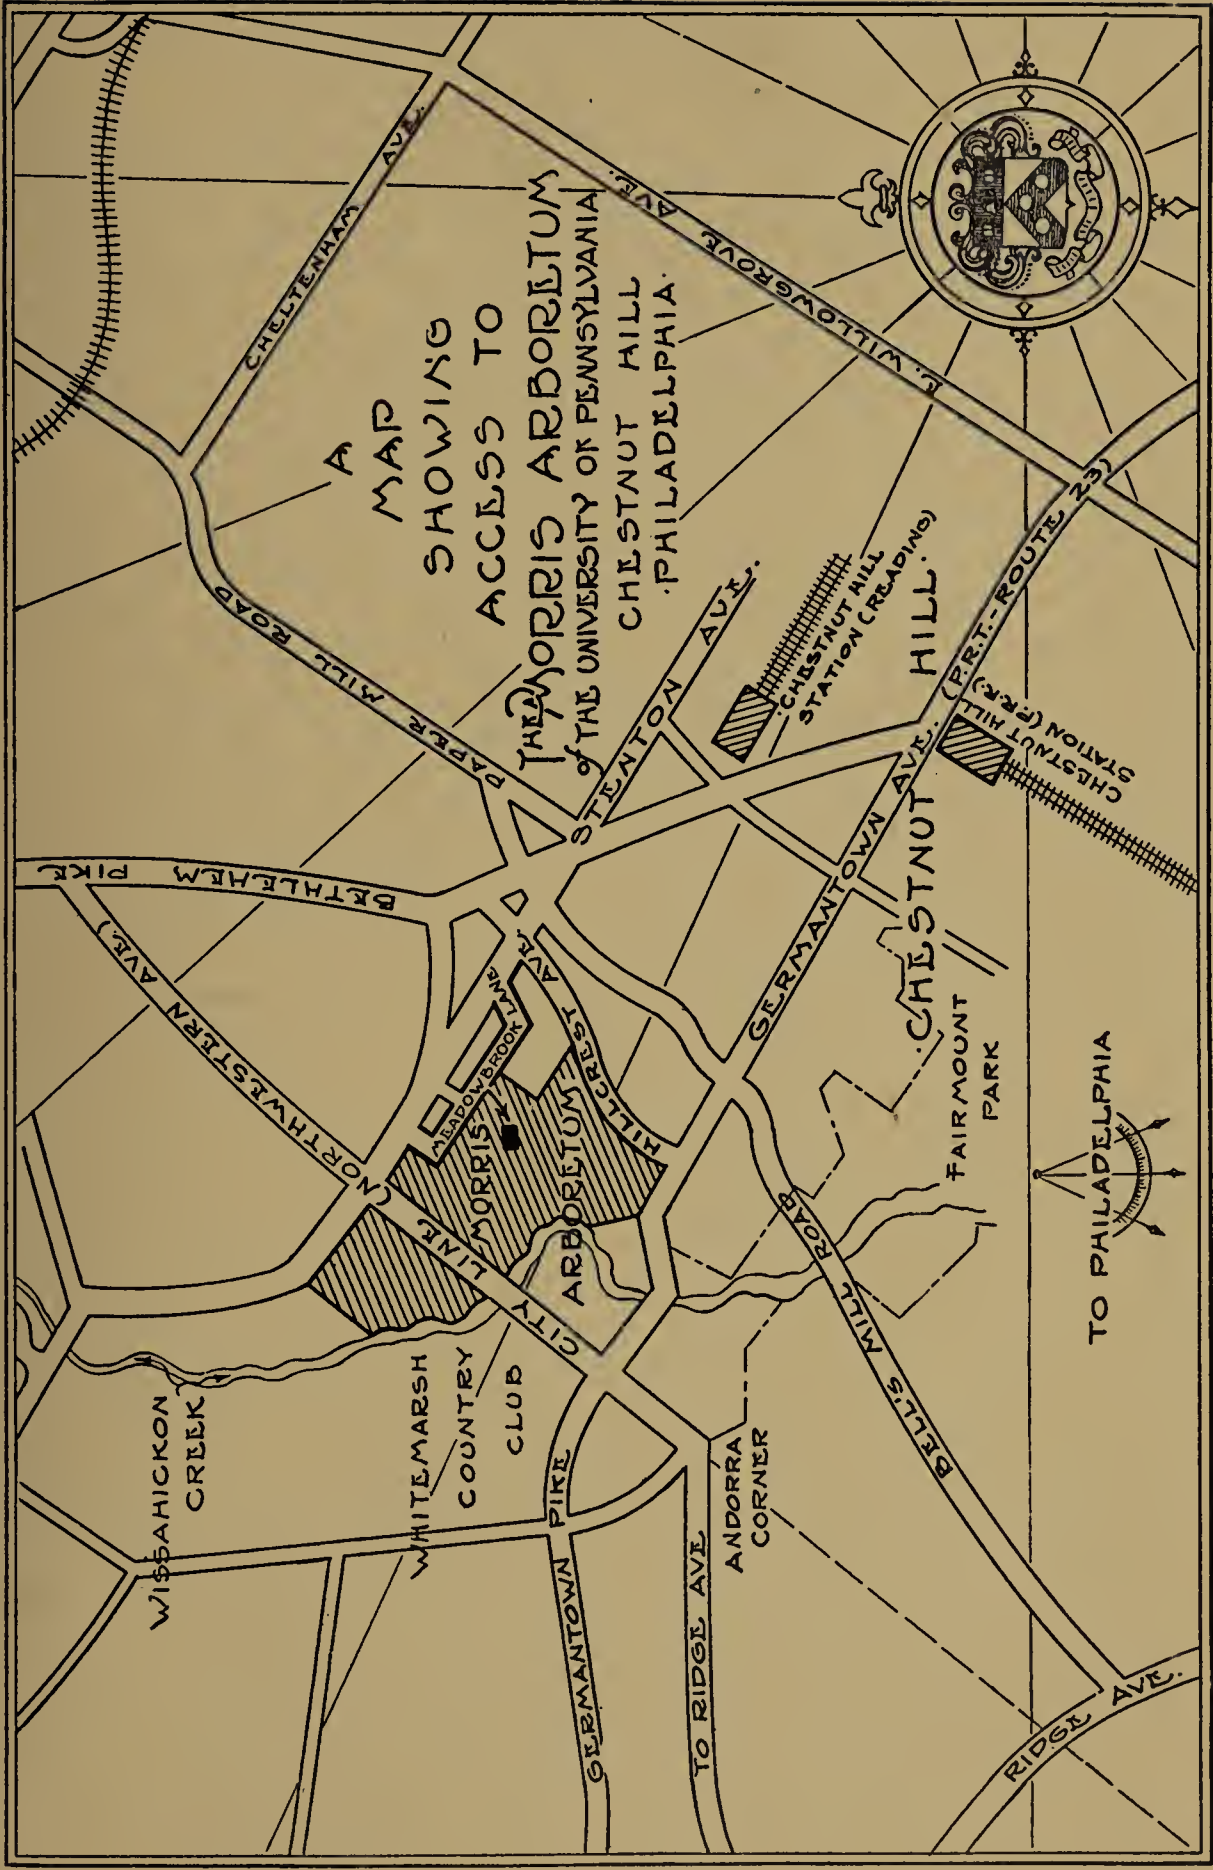 A
MAP
SHOWING
ACCESS TO
THE MORRIS ARBORETUM
of THE UNIVERSITY OF PENNSYLVANIA
CHESTNUT HILL
.PHILADELPHIA.
CHELTENHAM AVE.
E. WILLOWGROVE AVE.
PAPER MILL ROAD
STENTON AVE.
.CHESTNUT HILL
STATION (READING)
BETHLEHEM PIKE
(NORTHWESTERN AVE.)
CITY LINE
MEADOWBROOK LANE
HILLCREST AVE.
MORRIS
ARBORETUM
GERMANTOWN AVE. (P.R.T.-ROUTE 23)
.CHESTNUT HILL.
CHESTNUT HILL
STATION (P.R.R.)
FAIRMOUNT
PARK
BELL'S MILL ROAD
WISSAHICKON
CREEK
WHITEMARSH
COUNTRY
CLUB
GERMANTOWN PIKE
TO RIDGE AVE
ANDORRA
CORNER
RIDGE AVE.
TO PHILADELPHIA